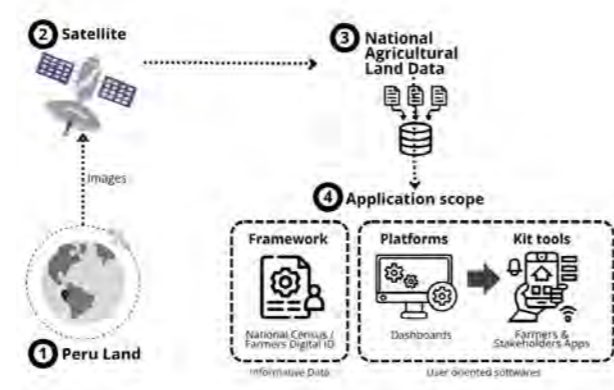 2 Satellite
3 National
Agricultural
Land Data
Images
4 Application scope
Framework
Platforms
Kit tools
National Census /
Farmers Digital ID
Dashboards
Farmers &
Stakeholders Apps
1 Peru Land
Informative Data
User oriented softwares